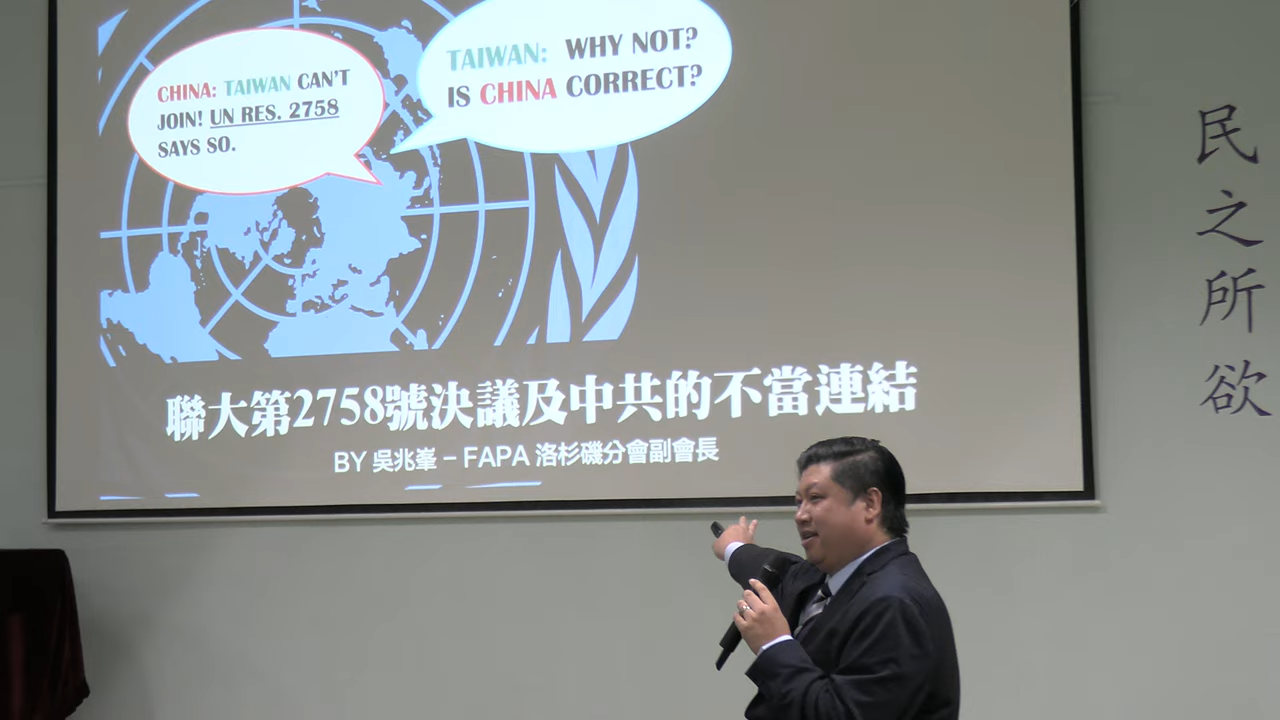 CHINA: TAIWAN CAN'T
JOIN! UN RES. 2758
SAYS SO.
TAIWAN: WHY NOT?
IS CHINA CORRECT?
聯大第2758號決議及中共的不當連結
BY 吳兆峯 – FAPA 洛杉磯分會副會長
民之所欲